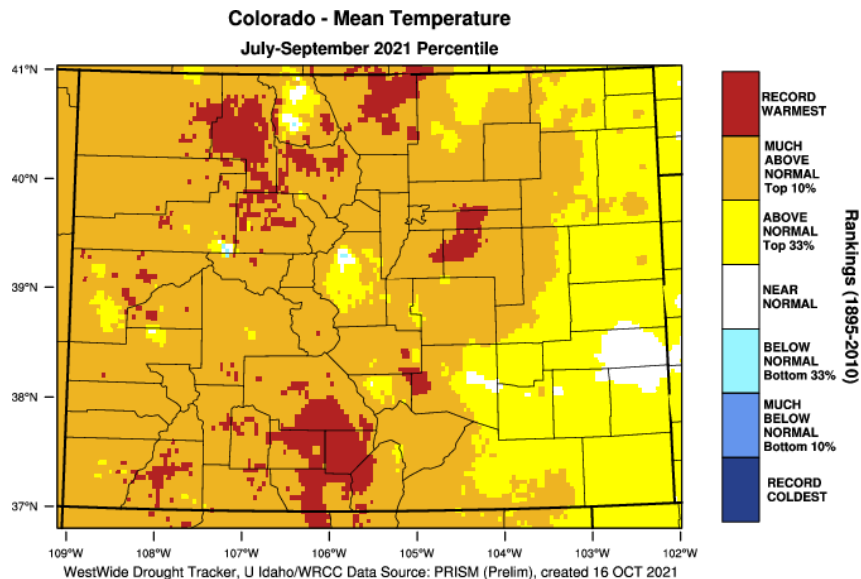 Colorado - Mean Temperature
July-September 2021 Percentile
41°N
40°N
39°N
38°N
37°N
109°W 108°W 107°W 106°W 105°W 104°W 103°W 102°W
RECORD
WARMEST
MUCH
ABOVE
NORMAL
Top 10%
ABOVE
NORMAL
Top 33%
NEAR
NORMAL
BELOW
NORMAL
Bottom 33%
MUCH
BELOW
NORMAL
Bottom 10%
RECORD
COLDEST
Rankings (1895-2010)
WestWide Drought Tracker, U Idaho/WRCC Data Source: PRISM (Prelim), created 16 OCT 2021